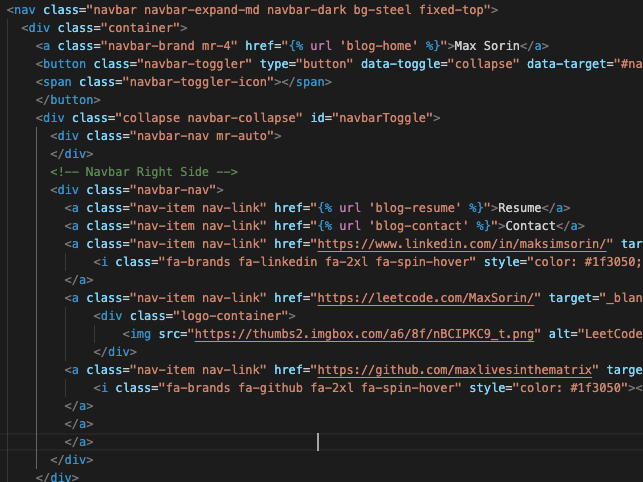 <nav class="navbar navbar-expand-md navbar-dark bg-steel fixed-top">
<div class="container">
<a class="navbar-brand mr-4" href="{% url 'blog-home' %}">Max Sorin</a>
<button class="navbar-toggler" type="button" data-toggle="collapse" data-target="#na
<span class="navbar-toggler-icon"></span>
</button>
<div class="collapse navbar-collapse" id="navbarToggle">
<div class="navbar-nav mr-auto">
</div>
<!-- Navbar Right Side -->
<div class="navbar-nav">
<a class="nav-item nav-link" href="{% url 'blog-resume' %}">Resume</a>
<a class="nav-item nav-link" href="{% url 'blog-contact' %}">Contact</a>
<a class="nav-item nav-link" href="https://www.linkedin.com/in/maksimsorin/" tar
<i class="fa-brands fa-linkedin fa-2xl fa-spin-hover" style="color: #1f3050;
</a>
<a class="nav-item nav-link" href="https://leetcode.com/MaxSorin/" target="_blan
<div class="logo-container">
<img src="https://thumbs2.imgbox.com/a6/8f/nBCIPKC9_t.png" alt="LeetCode
</div>
<a class="nav-item nav-link" href="https://github.com/maxlivesinthematrix" targe
<i class="fa-brands fa-github fa-2xl fa-spin-hover" style="color: #1f3050"><
</a>
</a>
</a>
</div>
</div>